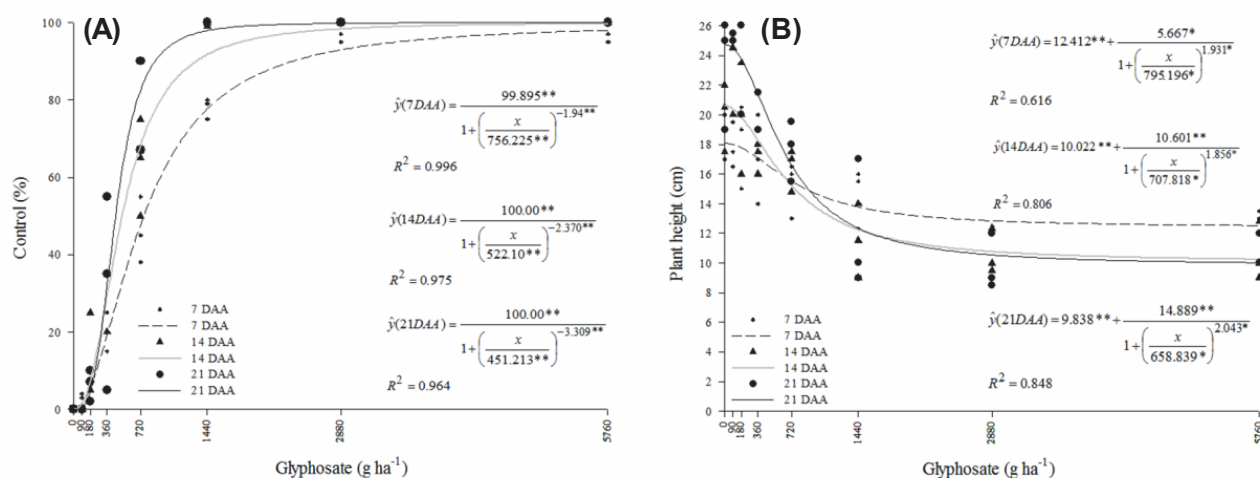 (A)
100
80
60
40
20
0
Control (%)
ŷ(7DAA) = 99.895** / 1+(x / 756.225**)^-1.94**
R² = 0.996
ŷ(14DAA) = 100.00** / 1+(x / 522.10**)^-2.370**
R² = 0.975
ŷ(21DAA) = 100.00** / 1+(x / 451.213**)^-3.309**
R² = 0.964
7 DAA
7 DAA
14 DAA
14 DAA
21 DAA
21 DAA
0 90 180 360 720 1440 2880 5760
Glyphosate (g ha⁻¹)
(B)
26
24
22
20
18
16
14
12
10
8
6
4
2
0
Plant height (cm)
ŷ(7DAA) = 12.412** + 5.667* / 1+(x / 795.196*)^1.931*
R² = 0.616
ŷ(14DAA) = 10.022** + 10.601** / 1+(x / 707.818*)^1.856*
R² = 0.806
ŷ(21DAA) = 9.838** + 14.889** / 1+(x / 658.839*)^2.043*
R² = 0.848
7 DAA
7 DAA
14 DAA
14 DAA
21 DAA
21 DAA
0 90 180 360 720 1440 2880 5760
Glyphosate (g ha⁻¹)